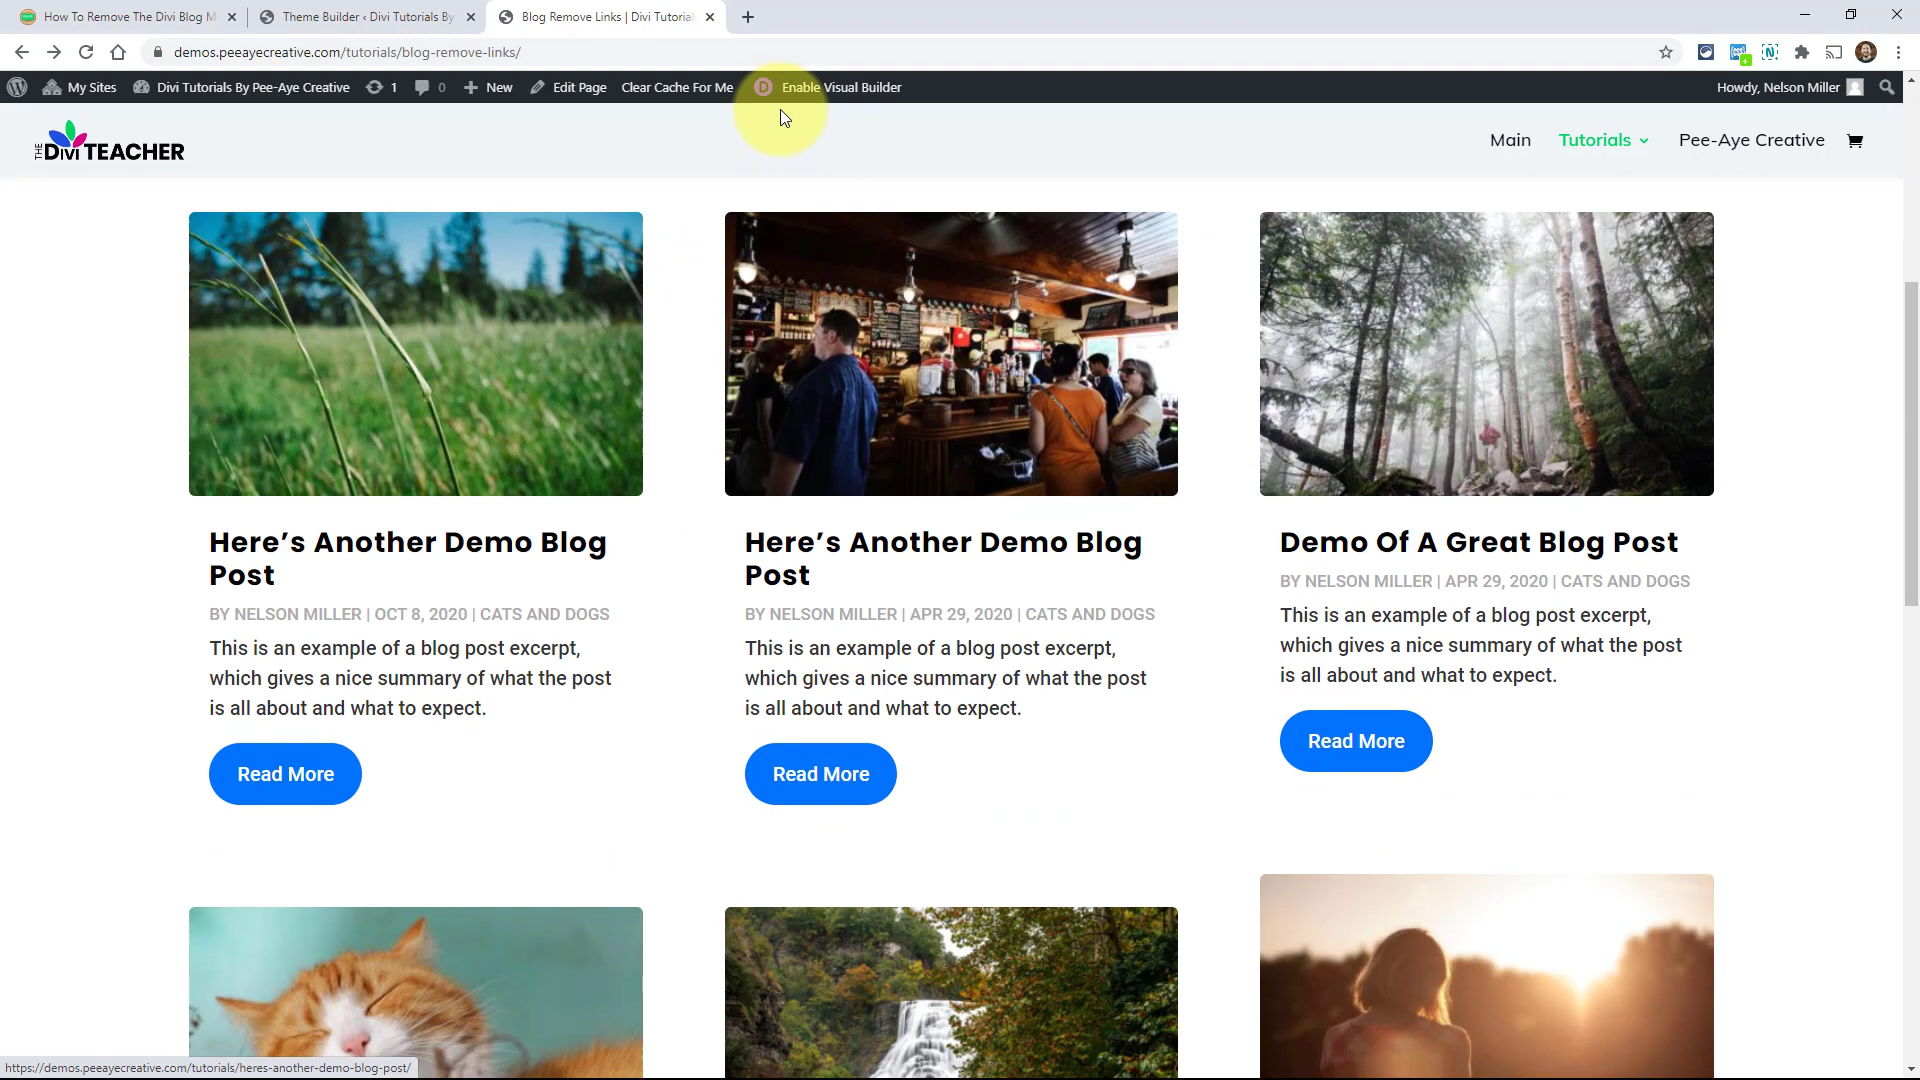 How To Remove The Divi Blog M
Theme Builder ‹ Divi Tutorials By
Blog Remove Links | Divi Tutoria
demos.peeayecreative.com/tutorials/blog-remove-links/
My Sites
Divi Tutorials By Pee-Aye Creative
1
0
New
Edit Page
Clear Cache For Me
Enable Visual Builder
Howdy, Nelson Miller
THE DIVI TEACHER
Main
Tutorials
Pee-Aye Creative
Here’s Another Demo Blog
Post
BY NELSON MILLER | OCT 8, 2020 | CATS AND DOGS
This is an example of a blog post excerpt,
which gives a nice summary of what the post
is all about and what to expect.
Read More
Here’s Another Demo Blog
Post
BY NELSON MILLER | APR 29, 2020 | CATS AND DOGS
This is an example of a blog post excerpt,
which gives a nice summary of what the post
is all about and what to expect.
Read More
Demo Of A Great Blog Post
BY NELSON MILLER | APR 29, 2020 | CATS AND DOGS
This is an example of a blog post excerpt,
which gives a nice summary of what the post
is all about and what to expect.
Read More
https://demos.peeayecreative.com/tutorials/heres-another-demo-blog-post/